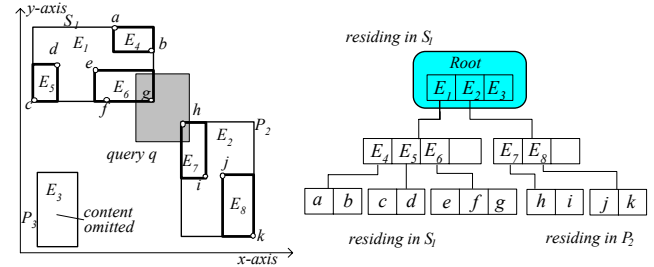 y-axis
S1
a
E1
E4
b
d
e
E5
E6
c
f
g
h
query q
E2
P2
E7
i
j
E8
k
E3
P3
content
omitted
x-axis
residing in S1
Root
E1 E2 E3
E4 E5 E6
E7 E8
a b c d e f g h i j k
residing in S1
residing in P2